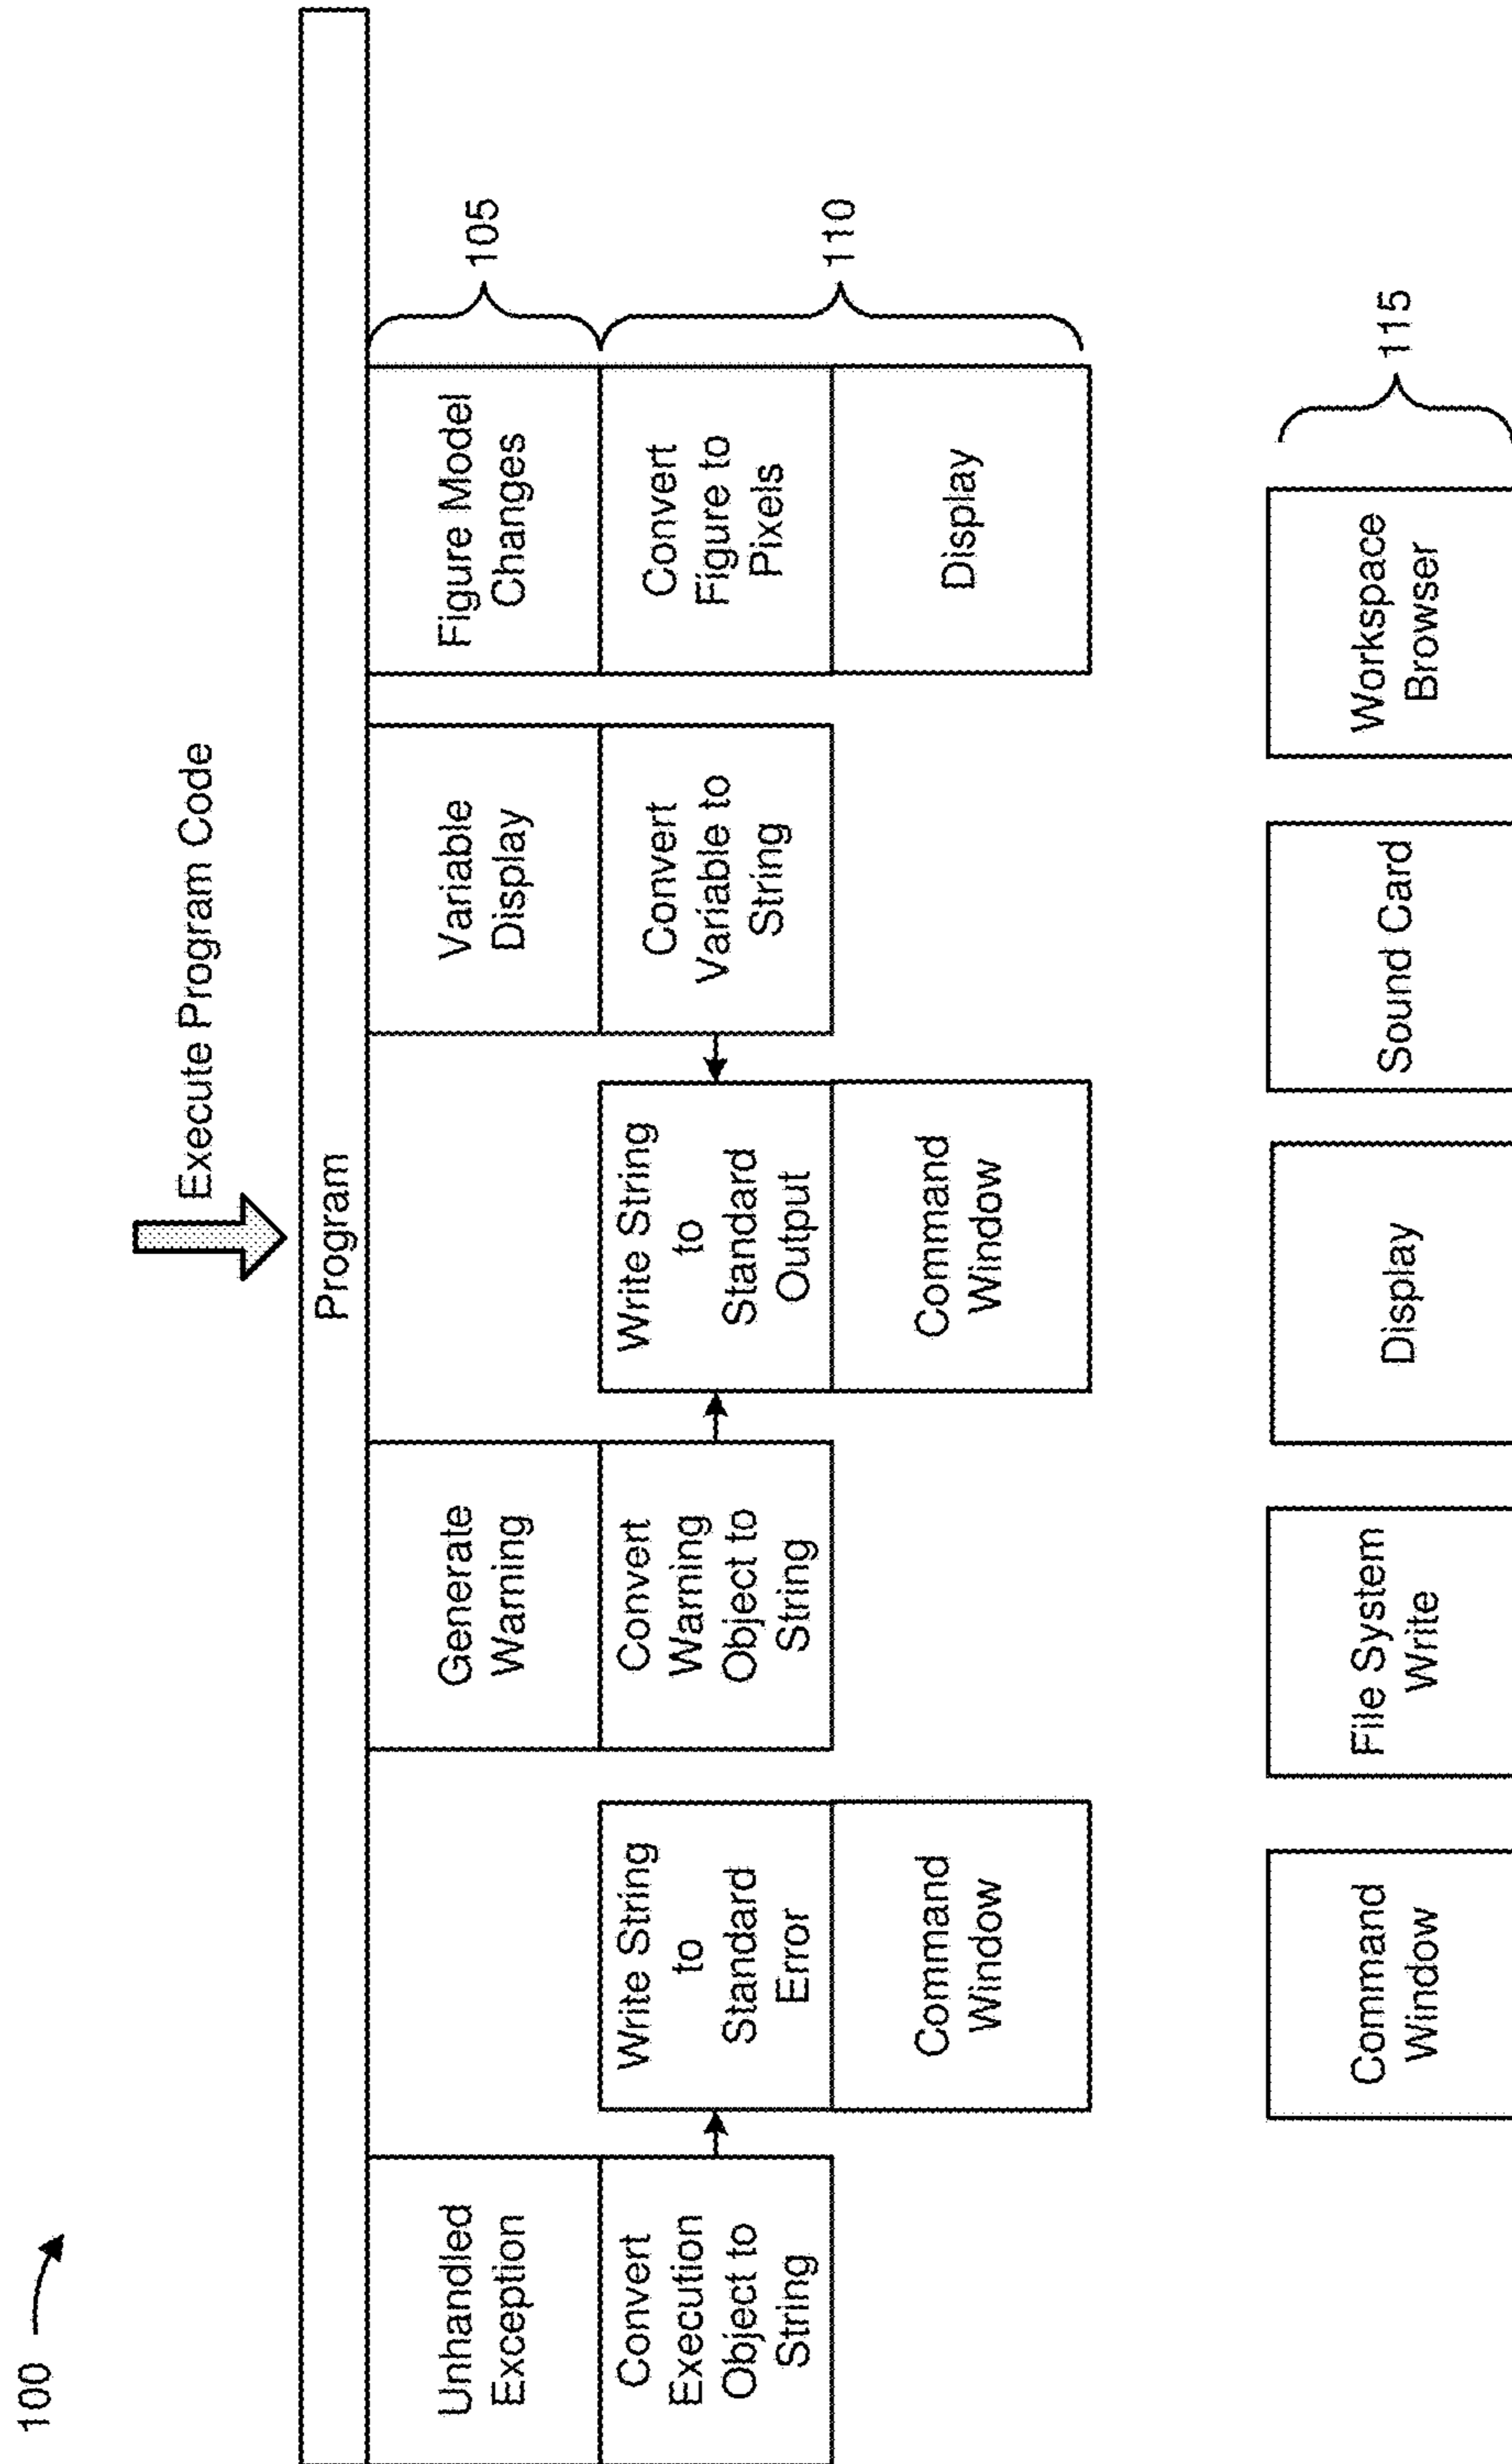 100
Execute Program Code
Program
Unhandled
Exception
Convert
Execution
Object to
String
Write String
to
Standard
Error
Command
Window
Generate
Warning
Convert
Warning
Object to
String
Write String
to
Standard
Output
Command
Window
Variable
Display
Convert
Variable to
String
Figure Model
Changes
Convert
Figure to
Pixels
Display
105
110
Command
Window
File System
Write
Display
Sound Card
Workspace
Browser
115